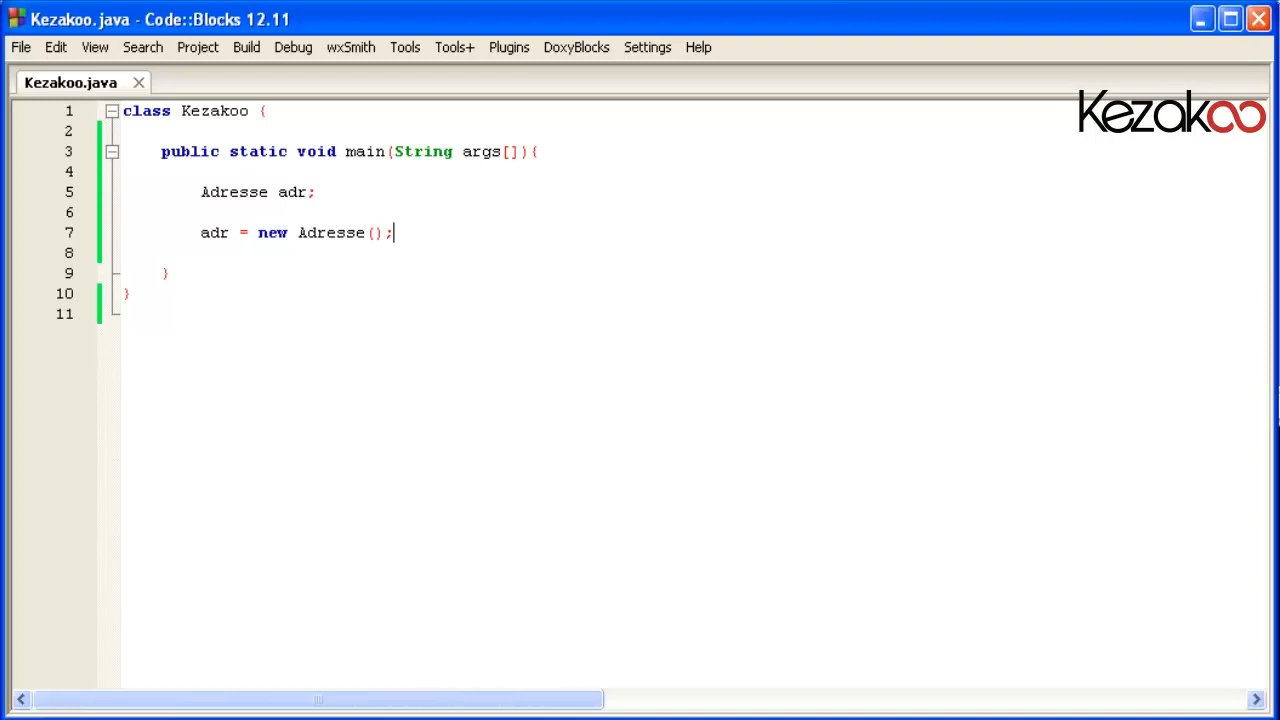 Kezakoo.java - Code::Blocks 12.11
File Edit View Search Project Build Debug wxSmith Tools Tools+ Plugins DoxyBlocks Settings Help
Kezakoo.java
Kezakoo
1 class Kezakoo {
2
3 public static void main(String args[]){
4
5 Adresse adr;
6
7 adr = new Adresse();
8
9 }
10 }
11